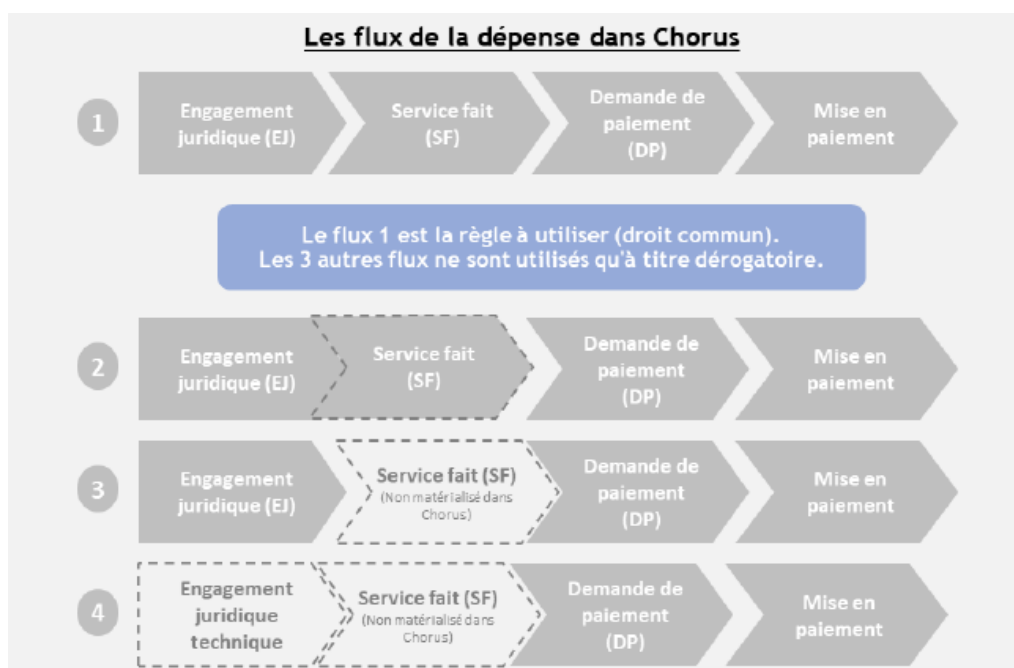 Les flux de la dépense dans Chorus
1
Engagement
juridique (EJ)
Service fait
(SF)
Demande de
paiement
(DP)
Mise en
paiement
Le flux 1 est la règle à utiliser (droit commun).
Les 3 autres flux ne sont utilisés qu'à titre dérogatoire.
2
Engagement
juridique (EJ)
Service fait
(SF)
Demande de
paiement
(DP)
Mise en
paiement
3
Engagement
juridique (EJ)
Service fait (SF)
(Non matérialisé dans
Chorus)
Demande de
paiement
(DP)
Mise en
paiement
4
Engagement
juridique
technique
Service fait (SF)
(Non matérialisé dans
Chorus)
Demande de
paiement
(DP)
Mise en
paiement